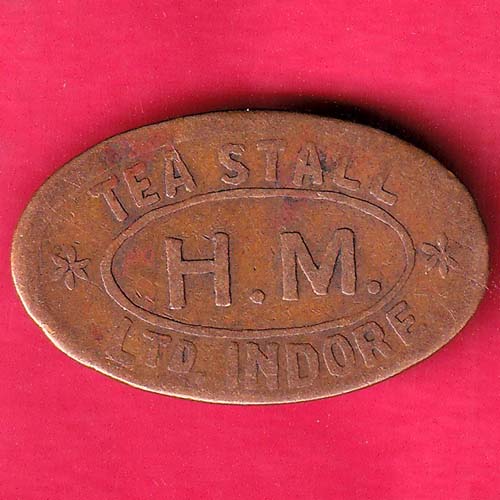 TEA STALL
H.M.
LTD. INDORE